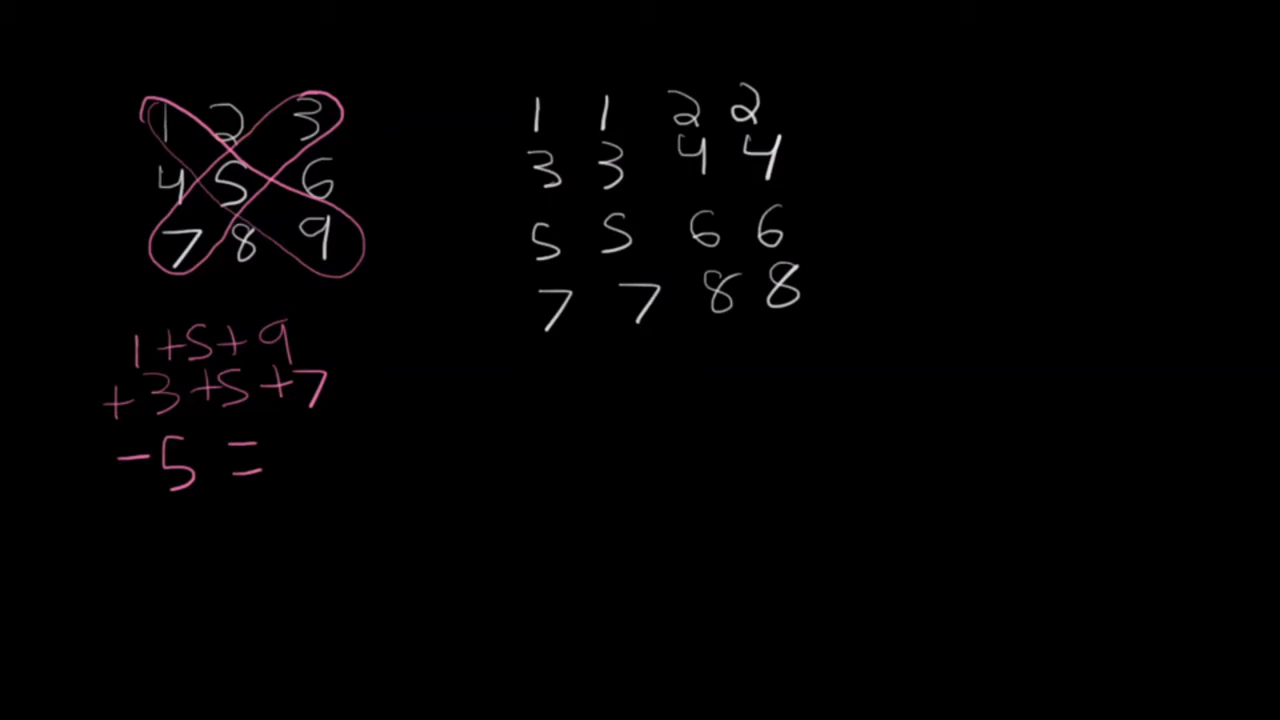 1 2 3
4 5 6
7 8 9
1+5+9
+3+5+7
-5 =
1 1 2 2
3 3 4 4
5 5 6 6
7 7 8 8